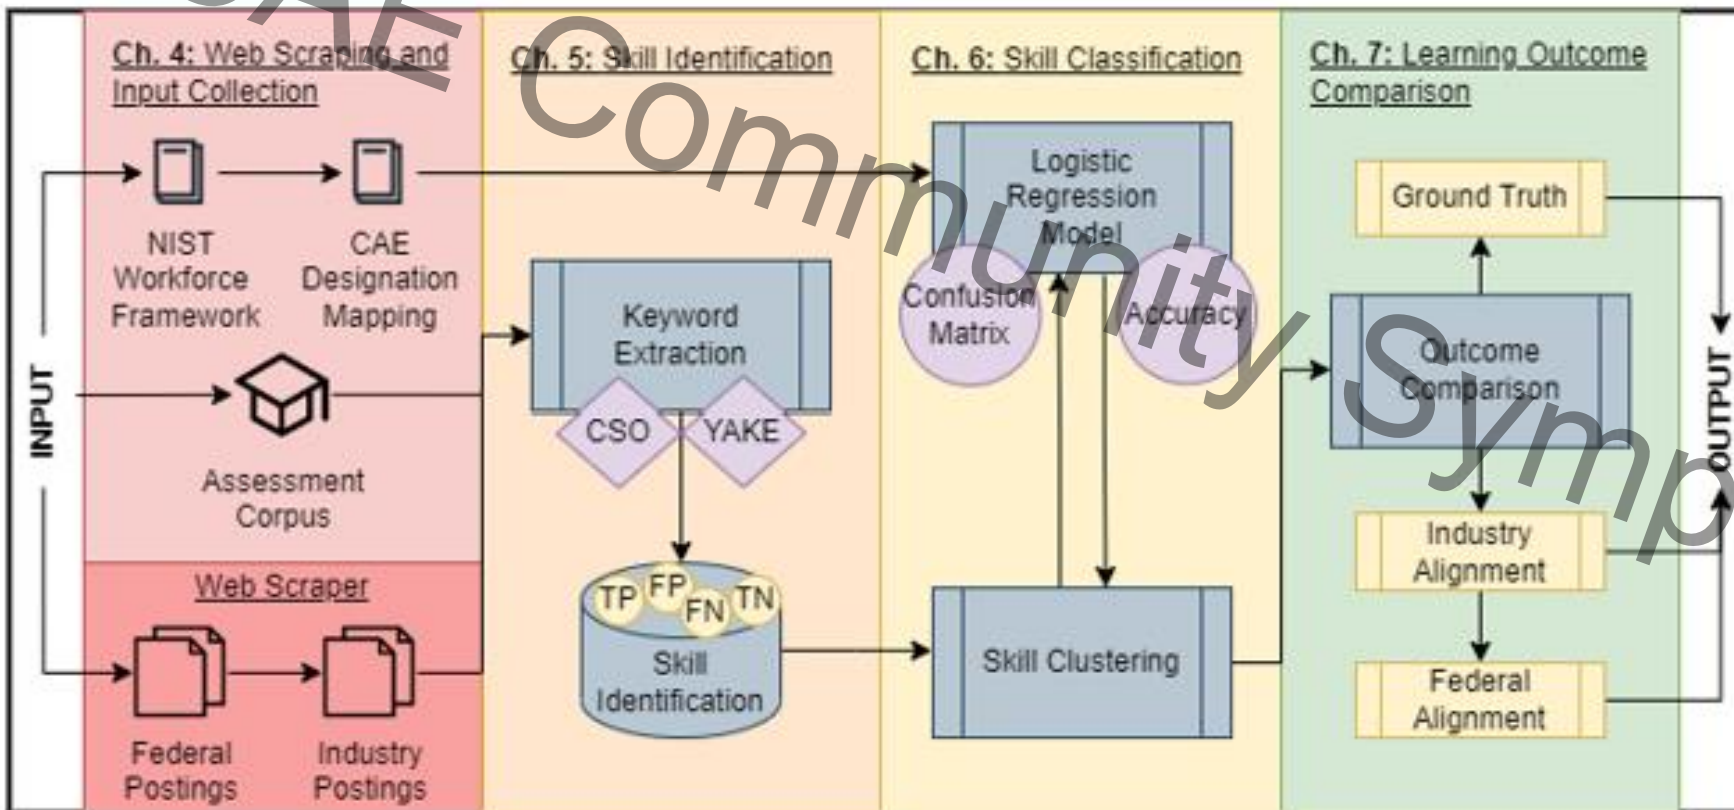 INPUT
Ch. 4: Web Scraping and
Input Collection
NIST
Workforce
Framework
CAE
Designation
Mapping
Assessment
Corpus
Web Scraper
Federal
Postings
Industry
Postings
Ch. 5: Skill Identification
Keyword
Extraction
CSO
YAKE
TP
FP
FN
TN
Skill
Identification
Ch. 6: Skill Classification
Logistic
Regression
Model
Confusion
Matrix
Accuracy
Skill Clustering
Ch. 7: Learning Outcome
Comparison
Ground Truth
Outcome
Comparison
Industry
Alignment
Federal
Alignment
OUTPUT
CAE Community Symp